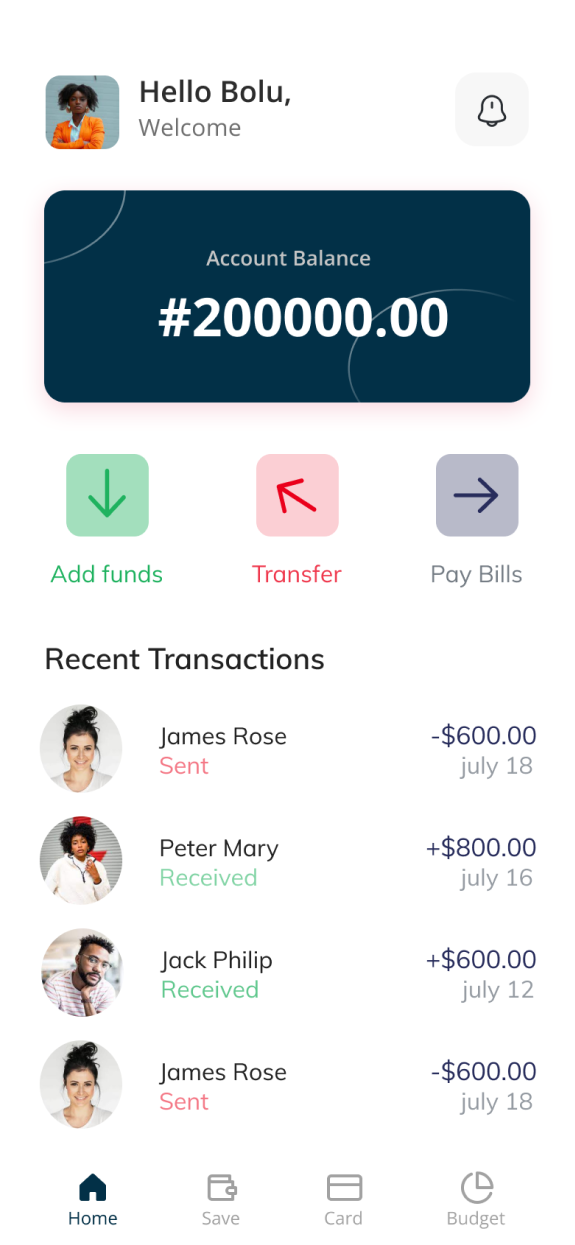 Hello Bolu,
Welcome
Account Balance
#200000.00
Add funds Transfer Pay Bills
Recent Transactions
James Rose -$600.00
Sent july 18
Peter Mary +$800.00
Received july 16
Jack Philip +$600.00
Received july 12
James Rose -$600.00
Sent july 18
Home Save Card Budget